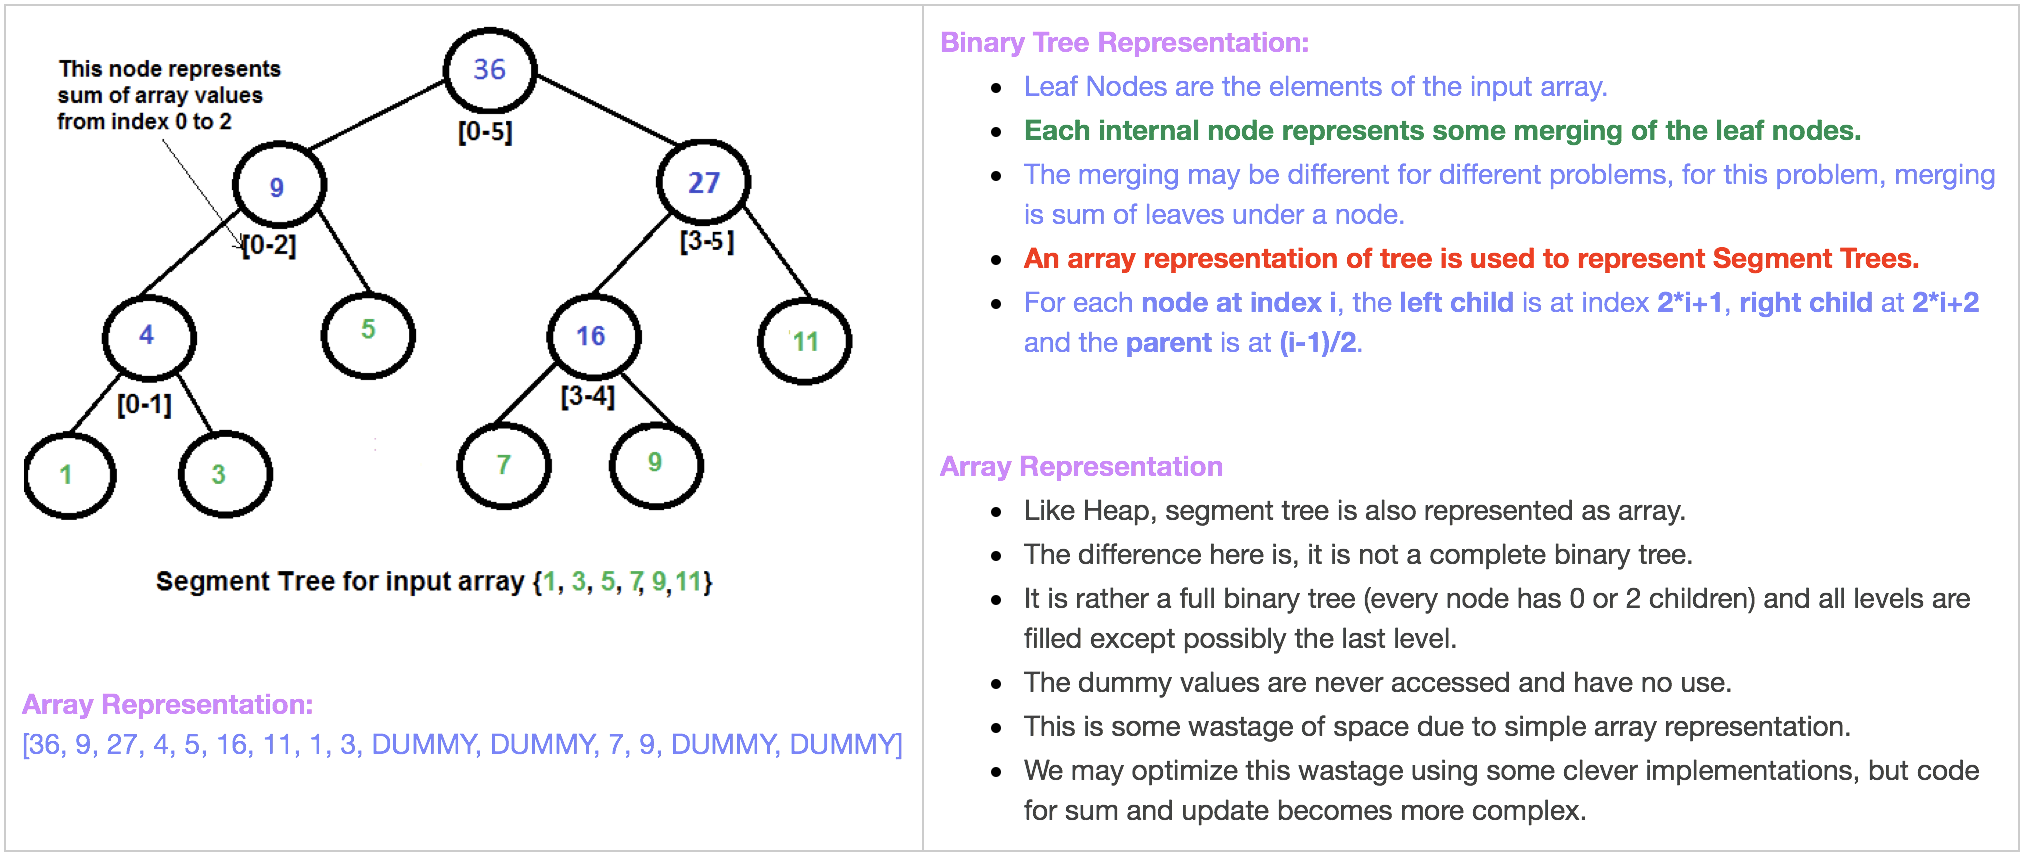 This node represents
sum of array values
from index 0 to 2
36
[0-5]
9
[0-2]
27
[3-5]
4
[0-1]
5
16
[3-4]
11
1
3
7
9
Segment Tree for input array {1, 3, 5, 7, 9, 11}
Array Representation:
[36, 9, 27, 4, 5, 16, 11, 1, 3, DUMMY, DUMMY, 7, 9, DUMMY, DUMMY]
Binary Tree Representation:
• Leaf Nodes are the elements of the input array.
• Each internal node represents some merging of the leaf nodes.
• The merging may be different for different problems, for this problem, merging
is sum of leaves under a node.
• An array representation of tree is used to represent Segment Trees.
• For each node at index i, the left child is at index 2*i+1, right child at 2*i+2
and the parent is at (i-1)/2.
Array Representation
• Like Heap, segment tree is also represented as array.
• The difference here is, it is not a complete binary tree.
• It is rather a full binary tree (every node has 0 or 2 children) and all levels are
filled except possibly the last level.
• The dummy values are never accessed and have no use.
• This is some wastage of space due to simple array representation.
• We may optimize this wastage using some clever implementations, but code
for sum and update becomes more complex.